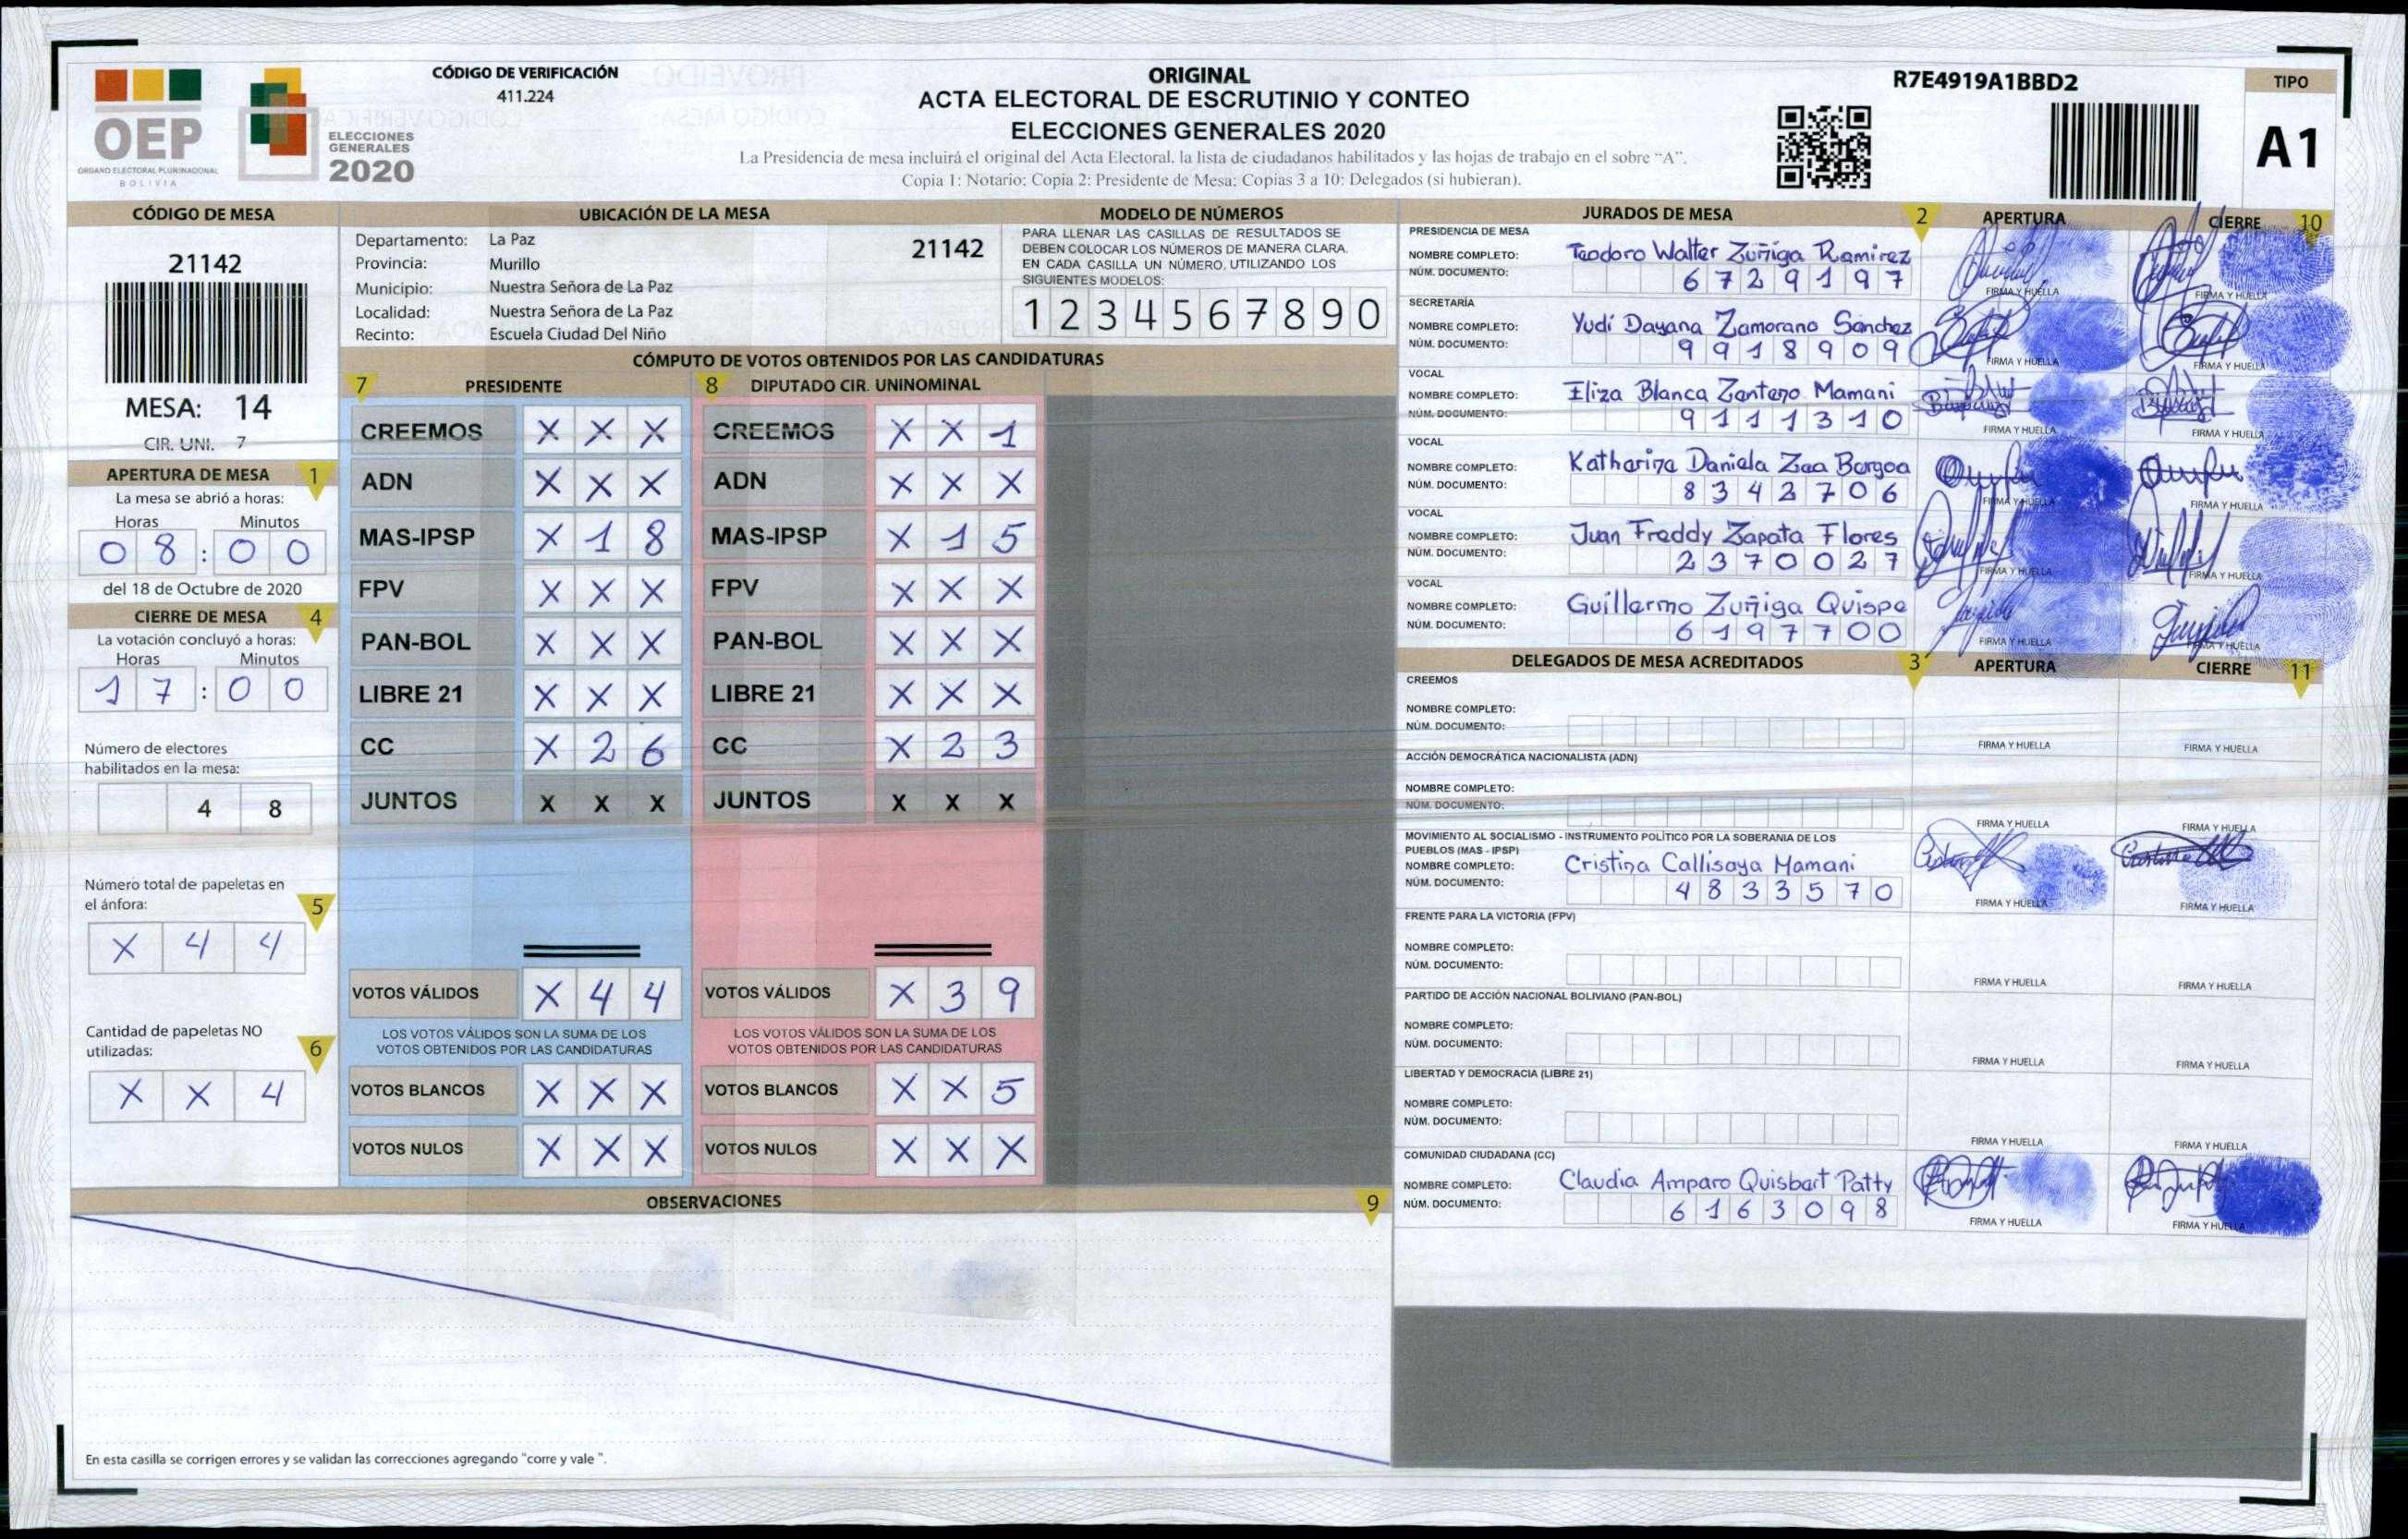 OEP
ÓRGANO ELECTORAL PLURINACIONAL
BOLIVIA
ELECCIONES
GENERALES
2020
CÓDIGO DE VERIFICACIÓN
411.224
ORIGINAL
ACTA ELECTORAL DE ESCRUTINIO Y CONTEO
ELECCIONES GENERALES 2020
La Presidencia de mesa incluirá el original del Acta Electoral, la lista de ciudadanos habilitados y las hojas de trabajo en el sobre "A".
Copia 1: Notario; Copia 2: Presidente de Mesa; Copias 3 a 10: Delegados (si hubieran).
R7E4919A1BBD2
TIPO
A1
CÓDIGO DE MESA
21142
MESA: 14
CIR. UNI. 7
APERTURA DE MESA 1
La mesa se abrió a horas:
Horas Minutos
0 8 : 0 0
del 18 de Octubre de 2020
CIERRE DE MESA 4
La votación concluyó a horas:
Horas Minutos
1 7 : 0 0
Número de electores
habilitados en la mesa:
4 8
Número total de papeletas en
el ánfora: 5
X 4 4
Cantidad de papeletas NO
utilizadas: 6
X X 4
UBICACIÓN DE LA MESA
Departamento: La Paz
Provincia: Murillo
Municipio: Nuestra Señora de La Paz
Localidad: Nuestra Señora de La Paz
Recinto: Escuela Ciudad Del Niño
21142
MODELO DE NÚMEROS
PARA LLENAR LAS CASILLAS DE RESULTADOS SE
DEBEN COLOCAR LOS NÚMEROS DE MANERA CLARA.
EN CADA CASILLA UN NÚMERO, UTILIZANDO LOS
SIGUIENTES MODELOS:
1 2 3 4 5 6 7 8 9 0
CÓMPUTO DE VOTOS OBTENIDOS POR LAS CANDIDATURAS
7 PRESIDENTE 8 DIPUTADO CIR. UNINOMINAL
CREEMOS X X X CREEMOS X X 1
ADN X X X ADN X X X
MAS-IPSP X 1 8 MAS-IPSP X 1 5
FPV X X X FPV X X X
PAN-BOL X X X PAN-BOL X X X
LIBRE 21 X X X LIBRE 21 X X X
CC X 2 6 CC X 2 3
JUNTOS X X X JUNTOS X X X
VOTOS VÁLIDOS X 4 4 VOTOS VÁLIDOS X 3 9
LOS VOTOS VÁLIDOS SON LA SUMA DE LOS LOS VOTOS VÁLIDOS SON LA SUMA DE LOS
VOTOS OBTENIDOS POR LAS CANDIDATURAS VOTOS OBTENIDOS POR LAS CANDIDATURAS
VOTOS BLANCOS X X X VOTOS BLANCOS X X 5
VOTOS NULOS X X X VOTOS NULOS X X X
OBSERVACIONES 9
En esta casilla se corrigen errores y se validan las correcciones agregando "corre y vale ".
JURADOS DE MESA 2 APERTURA CIERRE 10
PRESIDENCIA DE MESA
NOMBRE COMPLETO: Teodoro Walter Zuñiga Ramirez
NÚM. DOCUMENTO: 6 7 2 9 1 9 7
FIRMA Y HUELLA FIRMA Y HUELLA
SECRETARÍA
NOMBRE COMPLETO: Yudi Dayana Zamorano Sanchez
NÚM. DOCUMENTO: 9 9 1 8 9 0 9
FIRMA Y HUELLA FIRMA Y HUELLA
VOCAL
NOMBRE COMPLETO: Eliza Blanca Zenteno Mamani
NÚM. DOCUMENTO: 9 1 1 1 3 1 0
FIRMA Y HUELLA FIRMA Y HUELLA
VOCAL
NOMBRE COMPLETO: Katherine Daniela Zea Borgoa
NÚM. DOCUMENTO: 8 3 4 2 7 0 6
FIRMA Y HUELLA FIRMA Y HUELLA
VOCAL
NOMBRE COMPLETO: Juan Freddy Zapata Flores
NÚM. DOCUMENTO: 2 3 7 0 0 2 7
FIRMA Y HUELLA FIRMA Y HUELLA
VOCAL
NOMBRE COMPLETO: Guillermo Zuñiga Quispe
NÚM. DOCUMENTO: 6 1 9 7 7 0 0
FIRMA Y HUELLA FIRMA Y HUELLA
DELEGADOS DE MESA ACREDITADOS 3 APERTURA CIERRE 11
CREEMOS
NOMBRE COMPLETO:
NÚM. DOCUMENTO:
FIRMA Y HUELLA FIRMA Y HUELLA
ACCIÓN DEMOCRÁTICA NACIONALISTA (ADN)
NOMBRE COMPLETO:
NÚM. DOCUMENTO:
FIRMA Y HUELLA FIRMA Y HUELLA
MOVIMIENTO AL SOCIALISMO - INSTRUMENTO POLÍTICO POR LA SOBERANIA DE LOS
PUEBLOS (MAS - IPSP)
NOMBRE COMPLETO: Cristina Callisaya Mamani
NÚM. DOCUMENTO: 4 8 3 3 5 7 0
FIRMA Y HUELLA FIRMA Y HUELLA
FRENTE PARA LA VICTORIA (FPV)
NOMBRE COMPLETO:
NÚM. DOCUMENTO:
FIRMA Y HUELLA FIRMA Y HUELLA
PARTIDO DE ACCIÓN NACIONAL BOLIVIANO (PAN-BOL)
NOMBRE COMPLETO:
NÚM. DOCUMENTO:
FIRMA Y HUELLA FIRMA Y HUELLA
LIBERTAD Y DEMOCRACIA (LIBRE 21)
NOMBRE COMPLETO:
NÚM. DOCUMENTO:
FIRMA Y HUELLA FIRMA Y HUELLA
COMUNIDAD CIUDADANA (CC)
NOMBRE COMPLETO: Claudia Amparo Quisbert Patty
NÚM. DOCUMENTO: 6 1 6 3 0 9 8
FIRMA Y HUELLA FIRMA Y HUELLA